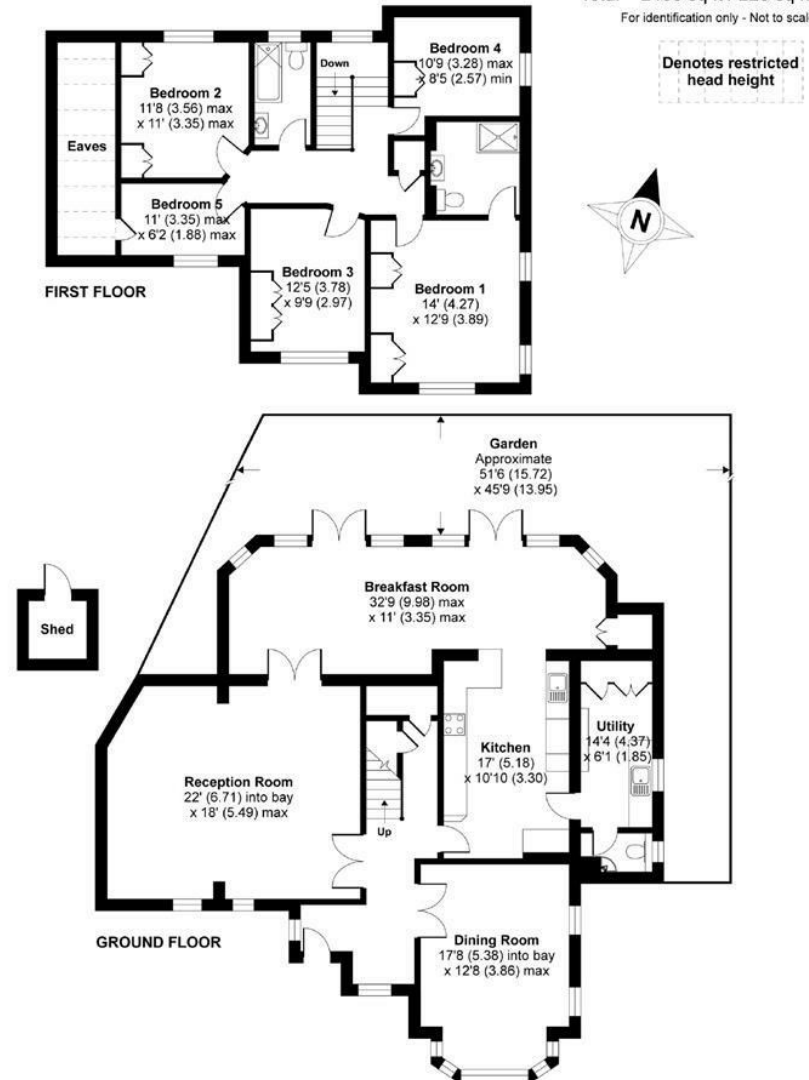 For identification only - Not to scale
Denotes restricted
head height
Bedroom 4
10'9 (3.28) max
x 8'5 (2.57) min
Down
Bedroom 2
11'8 (3.56) max
x 11' (3.35) max
Eaves
Bedroom 5
11' (3.35) max
x 6'2 (1.88) max
N
Bedroom 3
12'5 (3.78)
x 9'9 (2.97)
Bedroom 1
14' (4.27)
x 12'9 (3.89)
FIRST FLOOR
Garden
Approximate
51'6 (15.72)
x 45'9 (13.95)
Breakfast Room
32'9 (9.98) max
x 11' (3.35) max
Shed
Utility
14'4 (4.37)
x 6'1 (1.85)
Kitchen
17' (5.18)
x 10'10 (3.30)
Reception Room
22' (6.71) into bay
x 18' (5.49) max
Up
GROUND FLOOR
Dining Room
17'8 (5.38) into bay
x 12'8 (3.86) max